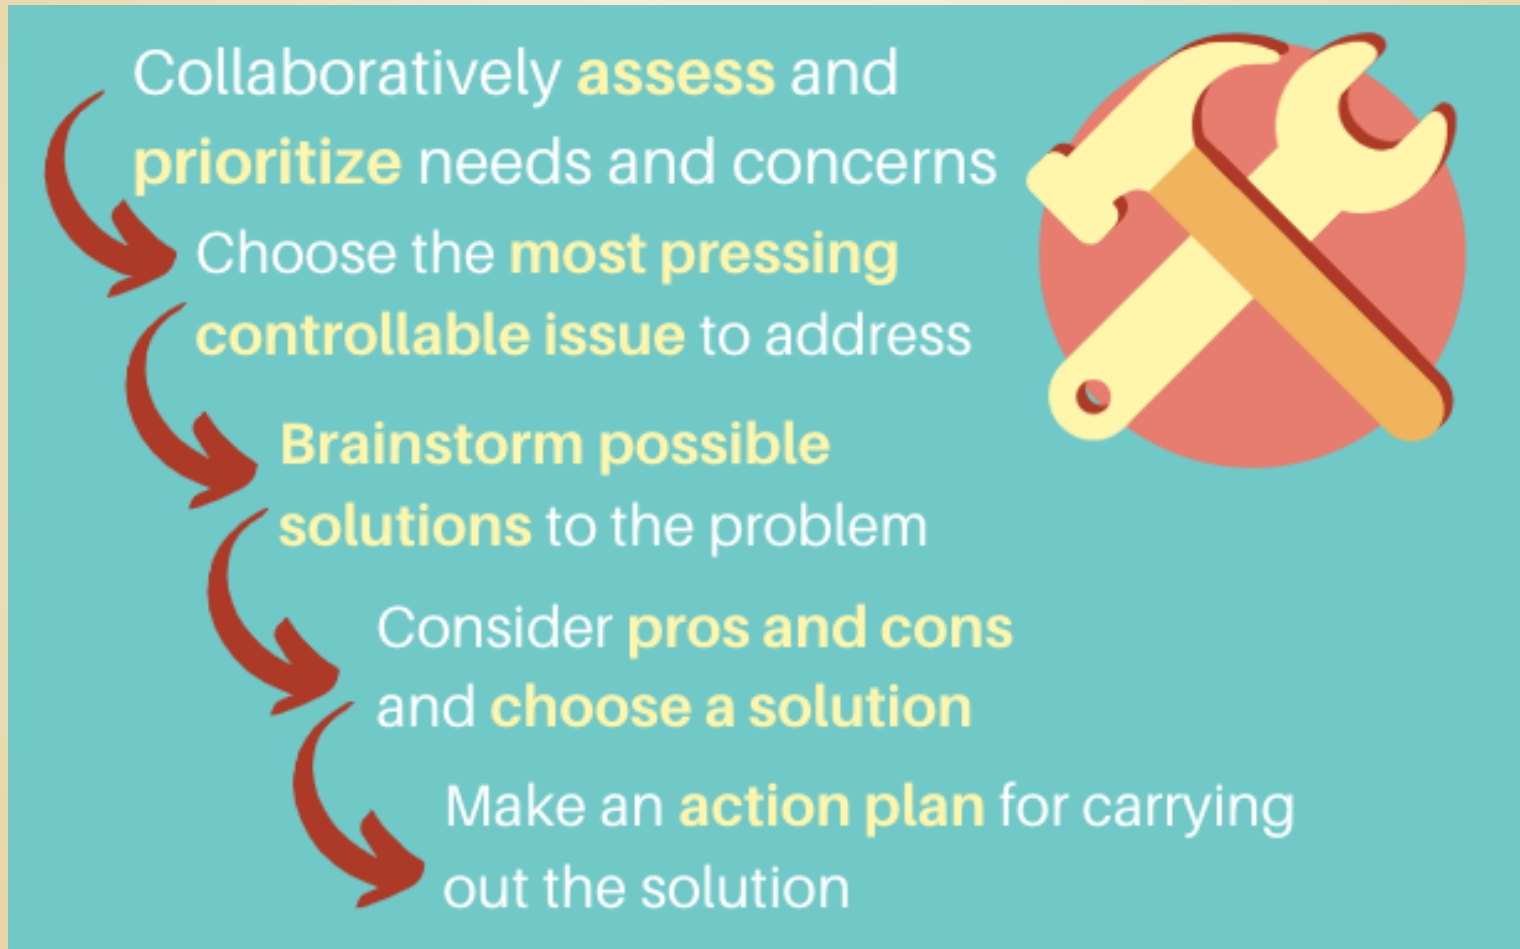 Collaboratively assess and
prioritize needs and concerns
Choose the most pressing
controllable issue to address
Brainstorm possible
solutions to the problem
Consider pros and cons
and choose a solution
Make an action plan for carrying
out the solution